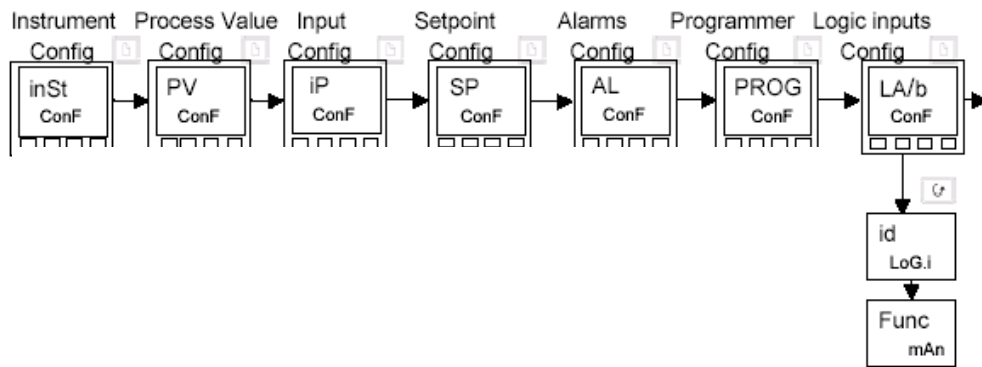 Instrument Process Value Input Setpoint Alarms Programmer Logic inputs
Config Config Config Config Config Config Config
inSt PV iP SP AL PROG LA/b
ConF ConF ConF ConF ConF ConF ConF
id
LoG.i
Func
mAn